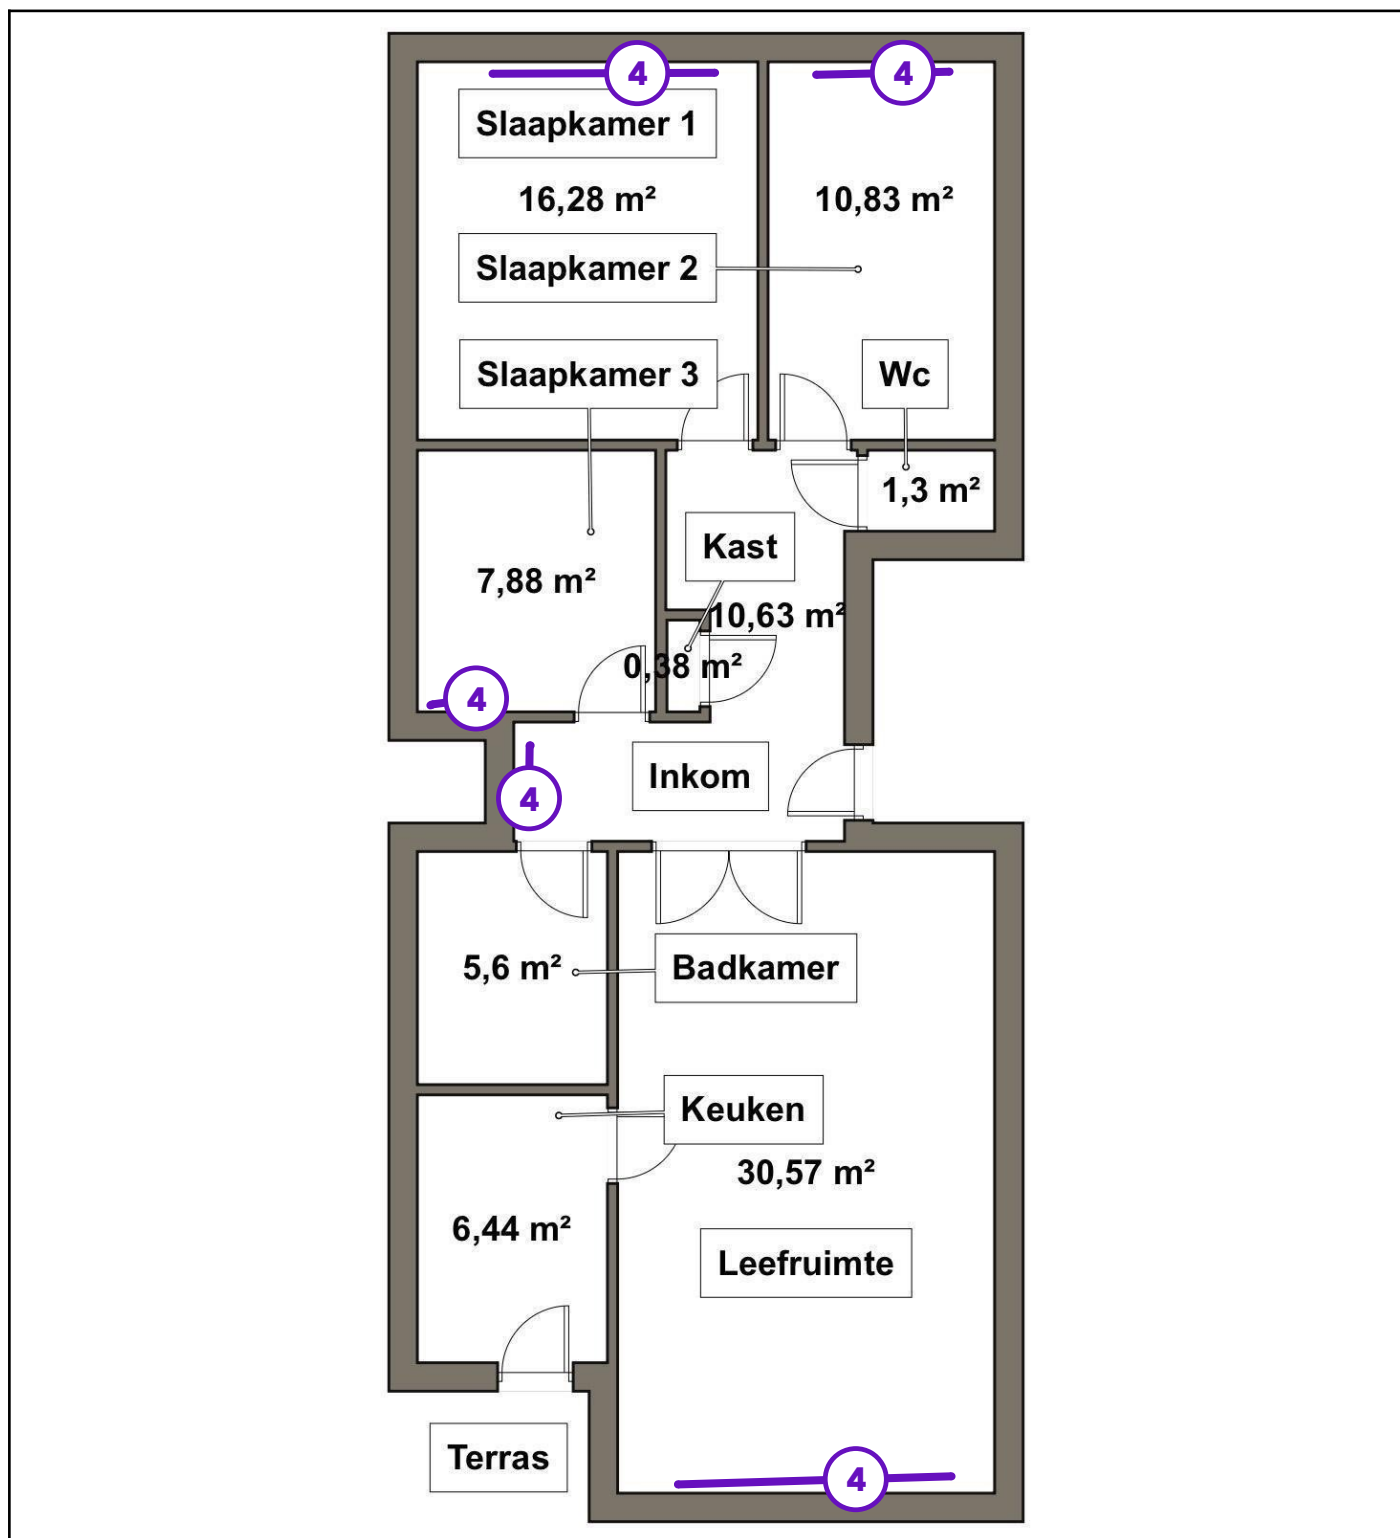 4
4
Slaapkamer 1
16,28 m²
10,83 m²
Slaapkamer 2
Slaapkamer 3
Wc
1,3 m²
Kast
7,88 m²
10,63 m²
0,38 m²
4
Inkom
4
5,6 m²
Badkamer
Keuken
30,57 m²
6,44 m²
Leefruimte
Terras
4